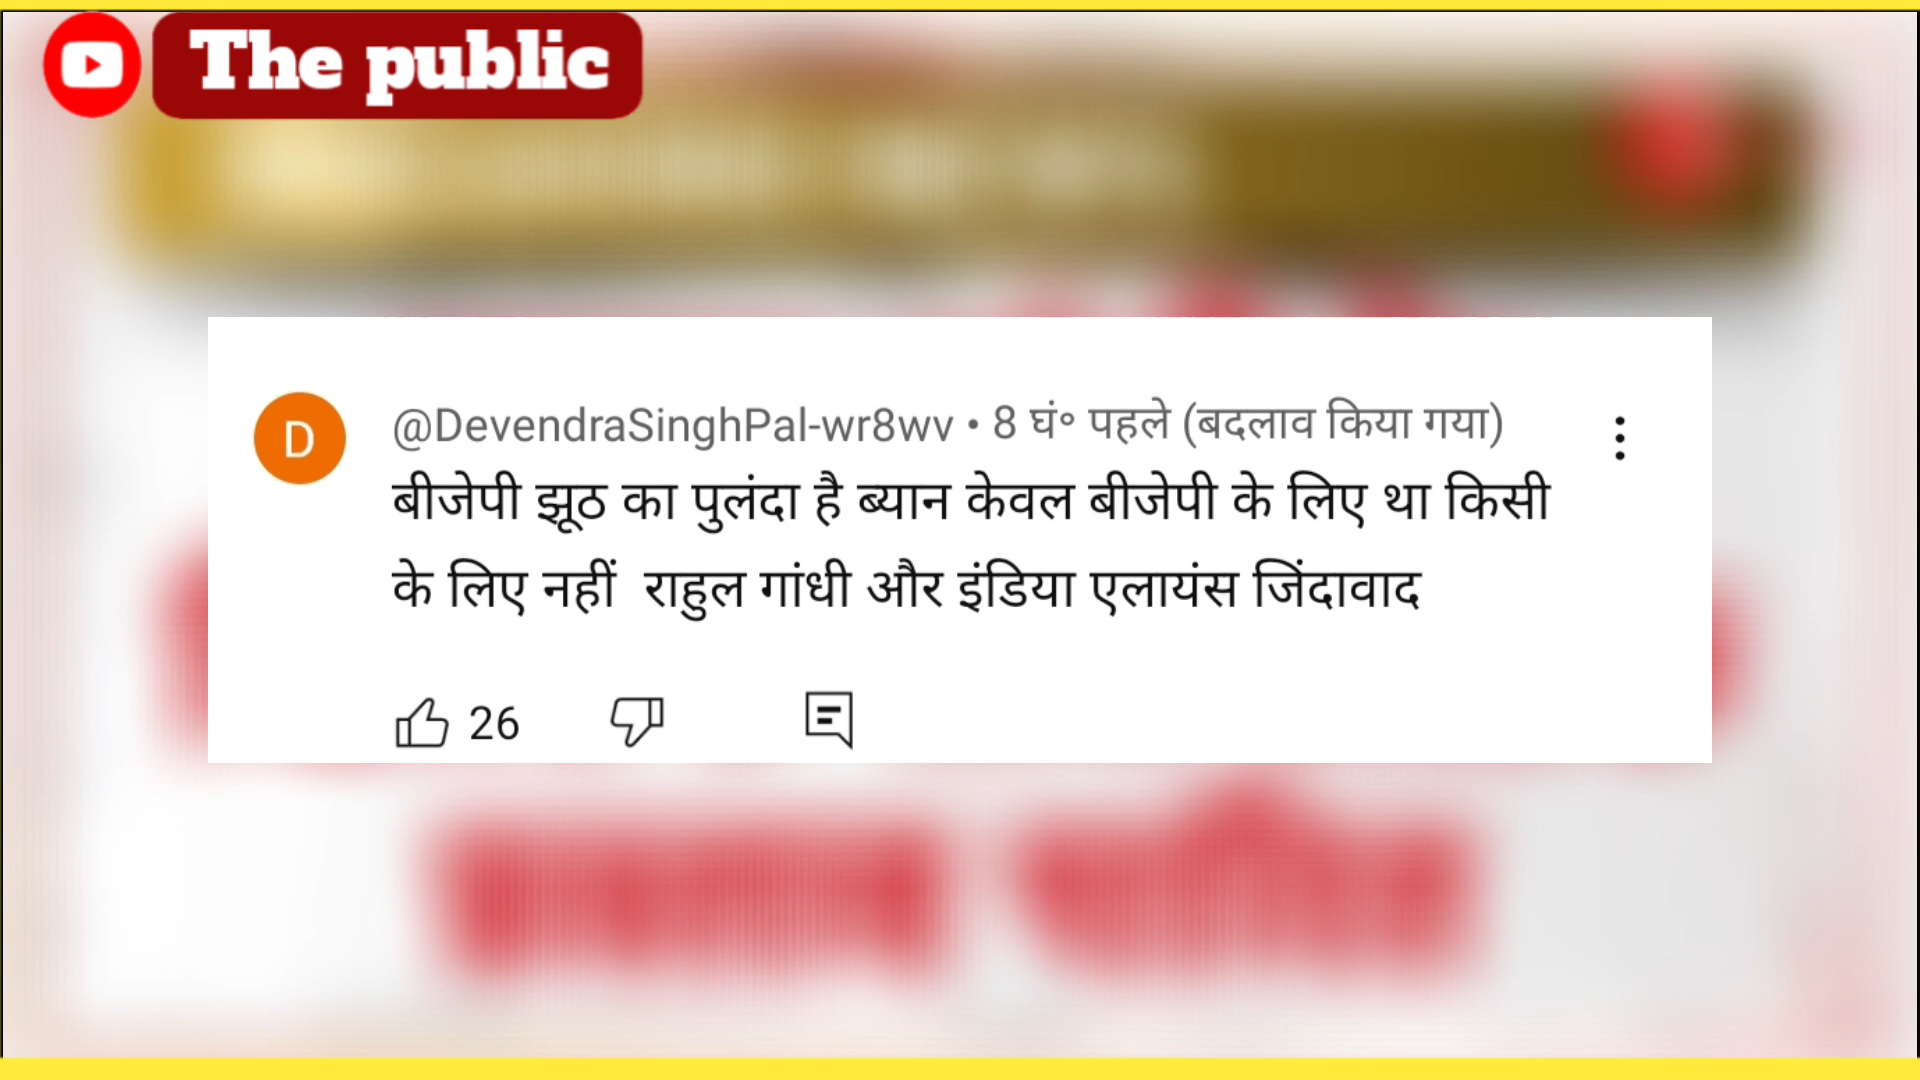 The public
D
@DevendraSinghPal-wr8wv • 8 घं॰ पहले (बदलाव किया गया)
बीजेपी झूठ का पुलंदा है ब्यान केवल बीजेपी के लिए था किसी
के लिए नहीं  राहुल गांधी और इंडिया एलायंस जिंदावाद
26